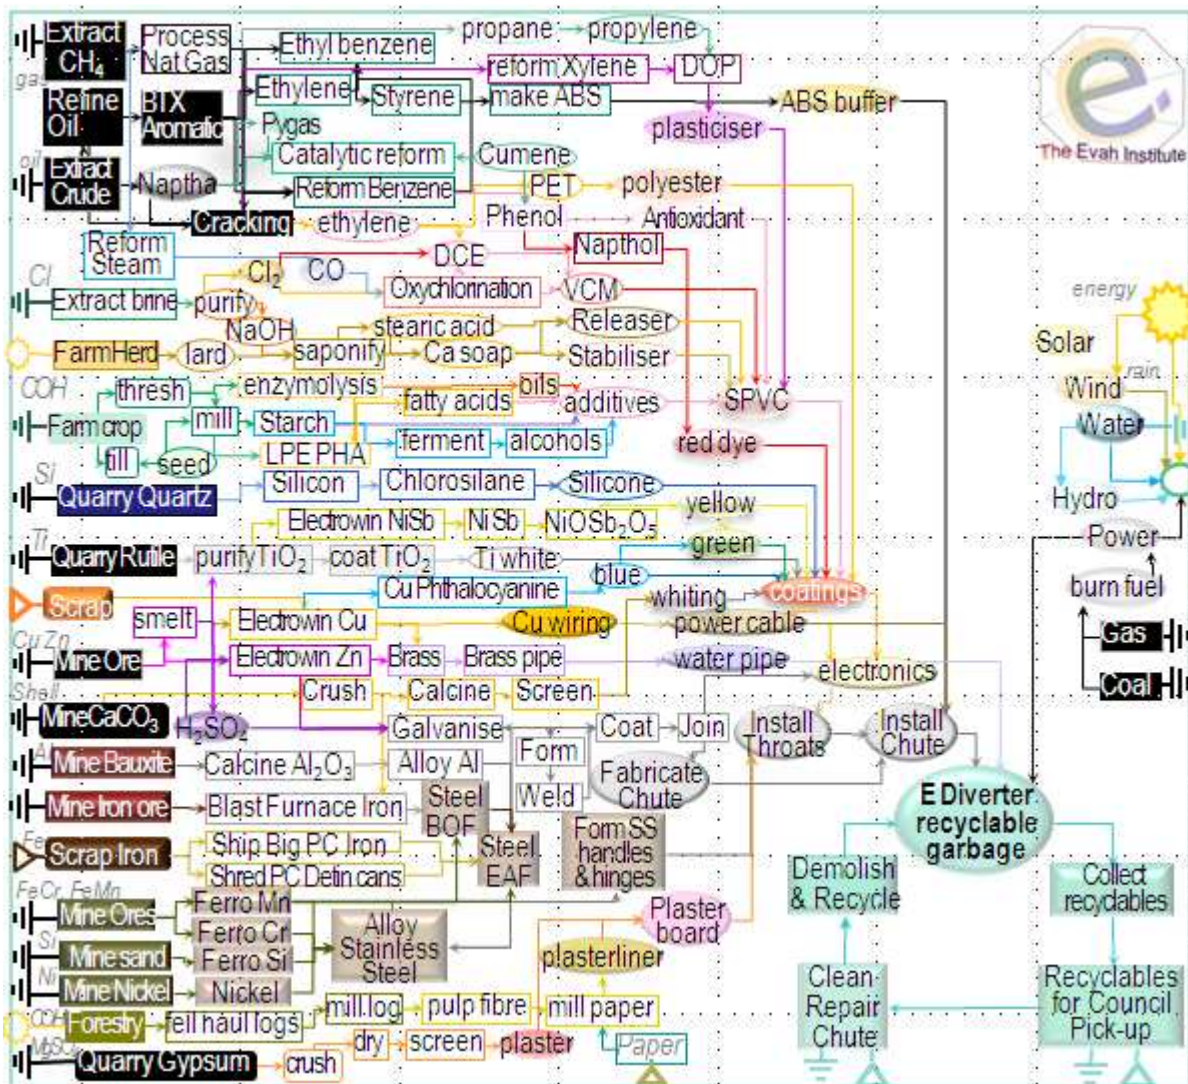 Extract CH₄
Process Nat Gas
Ethyl benzene
propane
propylene
reform Xylene
DOP
gas
Refine Oil
BTX Aromatic
Ethylene
Styrene
make ABS
ABS buffer
Pygas
plasticiser
The Evah Institute
Catalytic reform
Cumene
oil
Extract Crude
Naptha
Reform Benzene
PET
polyester
Cracking
ethylene
Phenol
Antioxidant
Reform Steam
DCE
Napthol
Cl
Cl₂
CO
Extract brine
purify
Oxychlorination
VCM
energy
NaOH
stearic acid
Releaser
Solar
FarmHerd
lard
saponify
Ca soap
Stabiliser
rain
Wind
COH
thresh
enzymolysis
oils
fatty acids
additives
SPVC
Farm crop
mill
Starch
ferment
alcohols
red dye
Water
till
seed
LPE PHA
Si
Quarry Quartz
Silicon
Chlorosilane
Silicone
Hydro
yellow
Electrowin NiSb
NiSb
NiOSb₂O₅
Power
Ti
Quarry Rutile
purifyTiO₂
coat TiO₂
Ti white
green
blue
Cu Phthalocyanine
coatings
burn fuel
Scrap
smelt
Electrowin Cu
Cu wiring
whiting
power cable
Gas
Cu Zn
Mine Ore
Electrowin Zn
Brass
Brass pipe
water pipe
electronics
Coal
Shell
Crush
Calcine
Screen
MineCaCO₃
H₂SO₄
Galvanise
Coat
Join
Install Throats
Install Chute
Al
Mine Bauxite
Calcine Al₂O₃
Alloy Al
Form
Weld
Fabricate Chute
Mine Iron ore
Blast Furnace Iron
Steel BOF
E Diverter recyclable garbage
Fe
Scrap Iron
Ship Big PC Iron
Shred PC Detin cans
Steel EAF
Form SS handles & hinges
Demolish & Recycle
Collect recyclables
FeCr, FeMn
Mine Ores
Ferro Mn
Ferro Cr
Alloy Stainless Steel
Plaster board
Si
Mine sand
Ferro Si
plasterliner
Ni
Mine Nickel
Nickel
Clean-Repair Chute
Recyclables for Council Pick-up
COH
Forestry
fell haul logs
mill log
pulp fibre
mill paper
Quarry Gypsum
crush
dry
screen
plaster
Paper